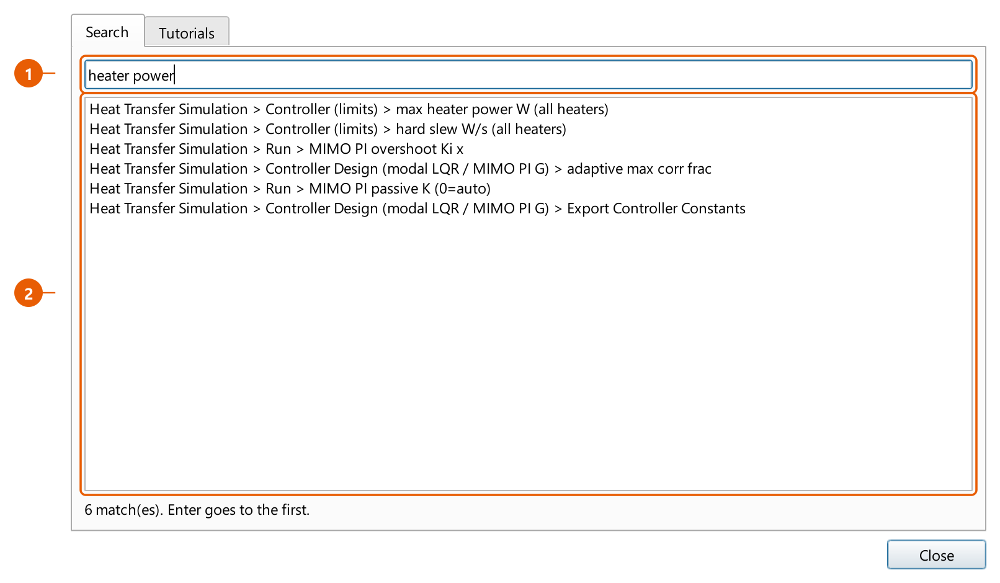 Search
Tutorials
1
heater power
Heat Transfer Simulation > Controller (limits) > max heater power W (all heaters)
Heat Transfer Simulation > Controller (limits) > hard slew W/s (all heaters)
Heat Transfer Simulation > Run > MIMO PI overshoot Ki x
Heat Transfer Simulation > Controller Design (modal LQR / MIMO PI G) > adaptive max corr frac
Heat Transfer Simulation > Run > MIMO PI passive K (0=auto)
Heat Transfer Simulation > Controller Design (modal LQR / MIMO PI G) > Export Controller Constants
2
6 match(es). Enter goes to the first.
Close